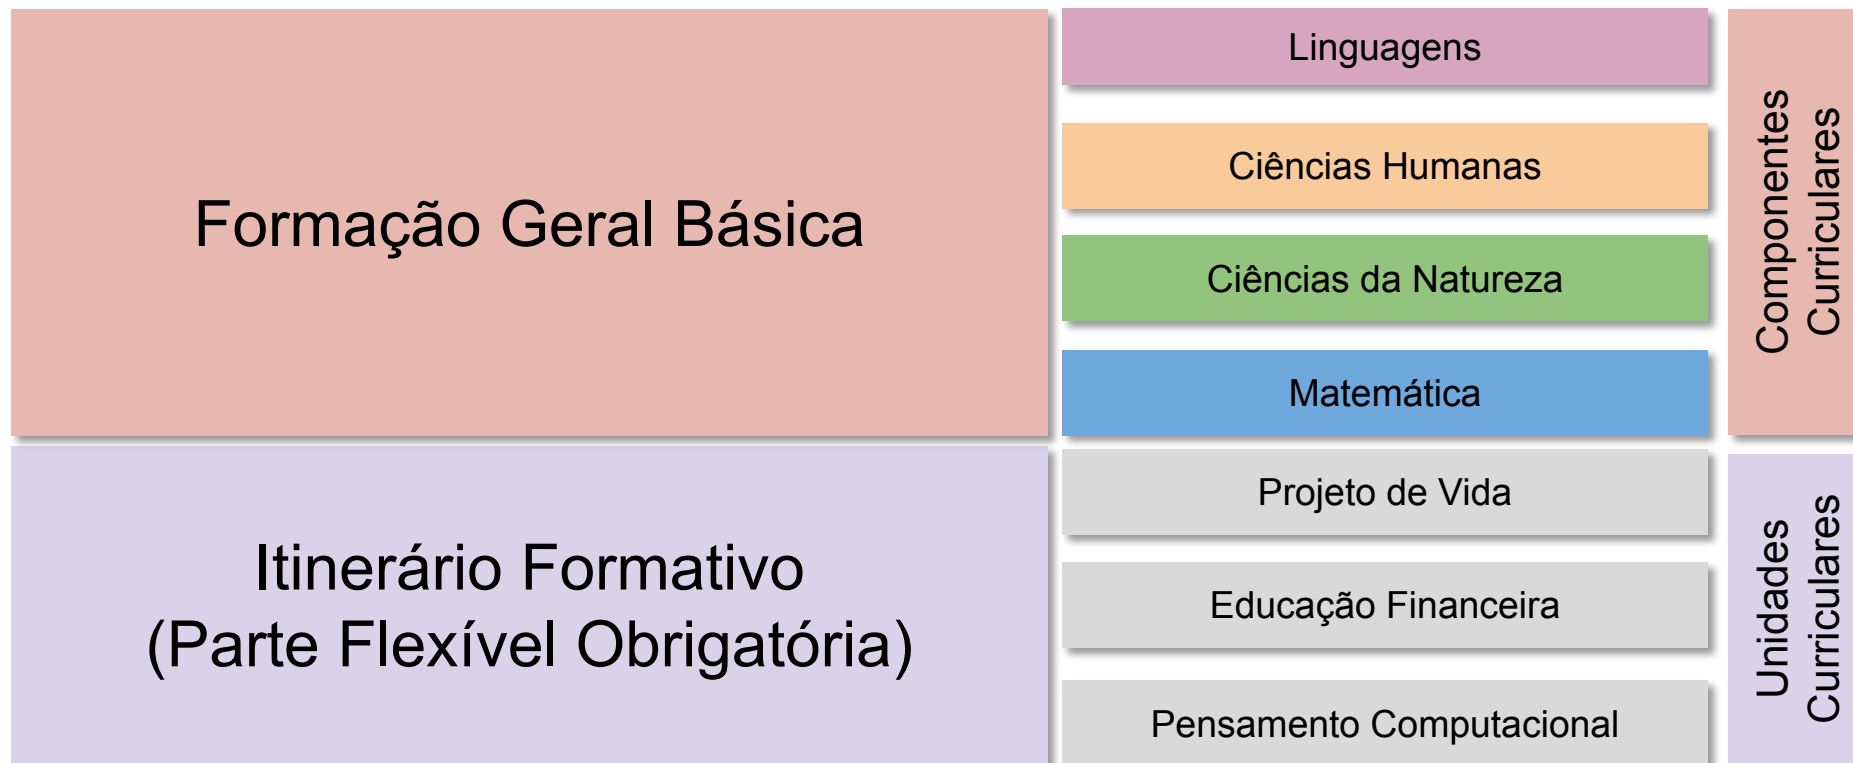 Formação Geral Básica
Linguagens
Ciências Humanas
Ciências da Natureza
Matemática
Componentes
Curriculares
Itinerário Formativo
(Parte Flexível Obrigatória)
Projeto de Vida
Educação Financeira
Pensamento Computacional
Unidades
Curriculares